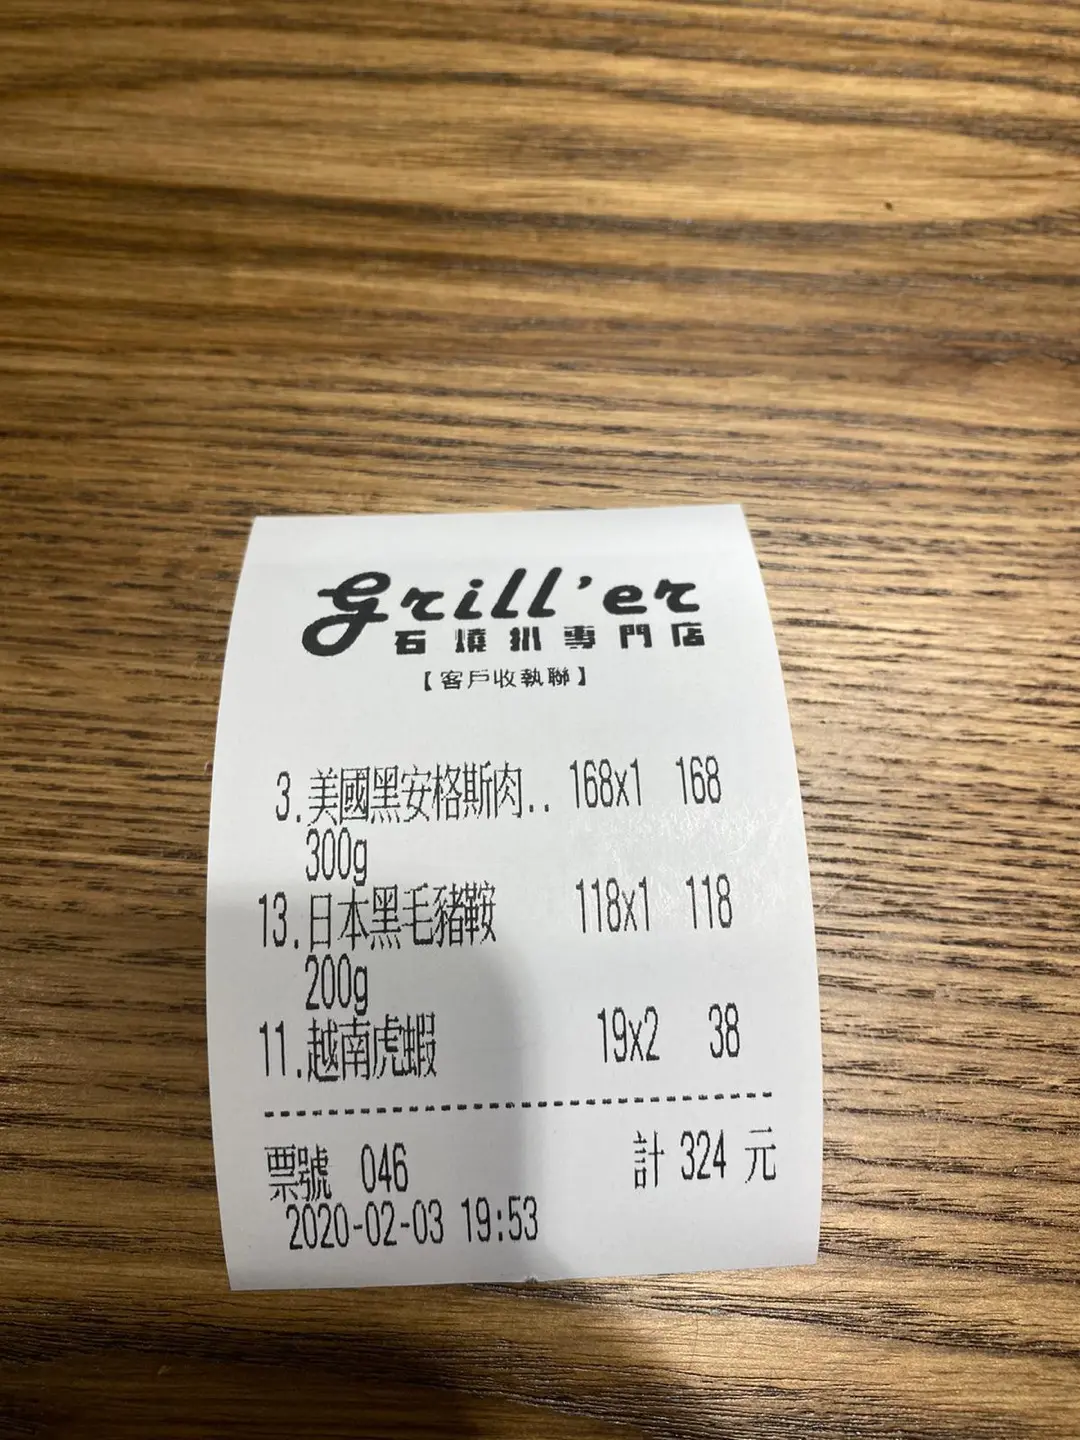 Grill'er
石燒扒專門店
【客戶收執聯】
3.美國黑安格斯肉.. 168x1 168
300g
13.日本黑毛豬鞍 118x1 118
200g
11.越南虎蝦 19x2 38
票號 046 計 324 元
2020-02-03 19:53